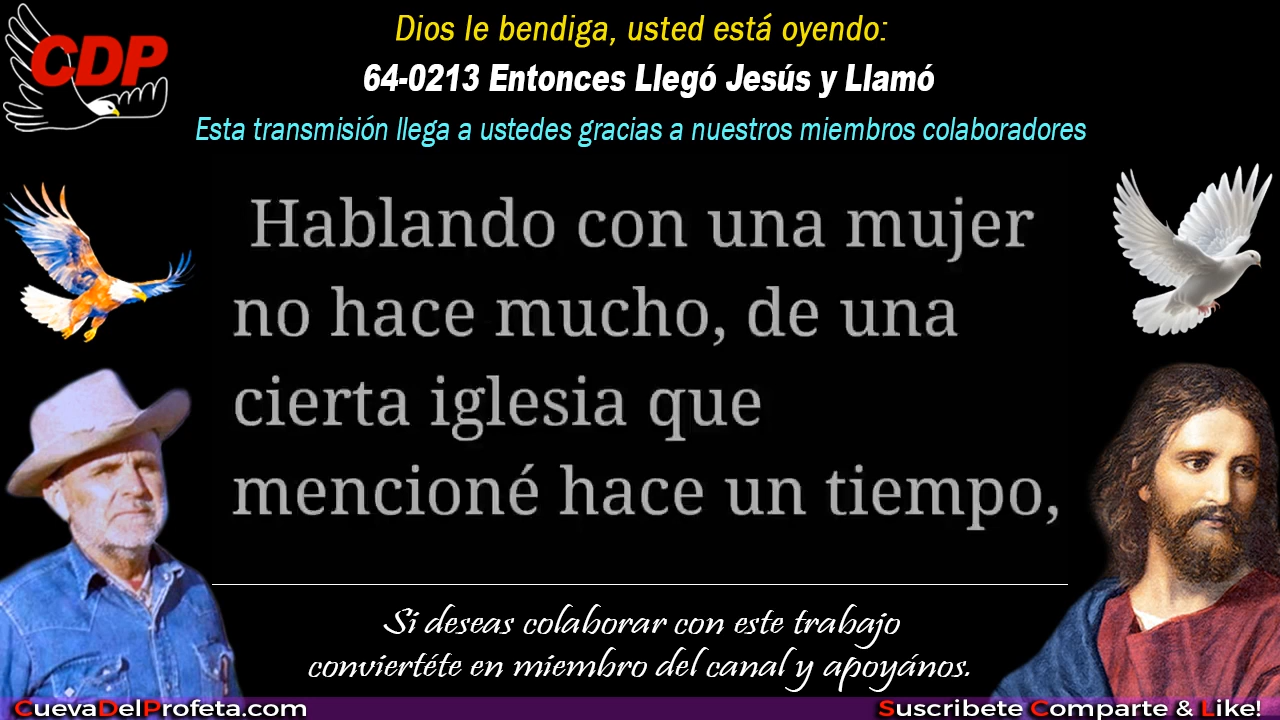 CDP
Dios le bendiga, usted está oyendo:
64-0213 Entonces Llegó Jesús y Llamó
Esta transmisión llega a ustedes gracias a nuestros miembros colaboradores
Hablando con una mujer
no hace mucho, de una
cierta iglesia que
mencioné hace un tiempo,
Si deseas colaborar con este trabajo
conviertéte en miembro del canal y apoyános.
CuevaDelProfeta.com
Suscribete Comparte & Like!